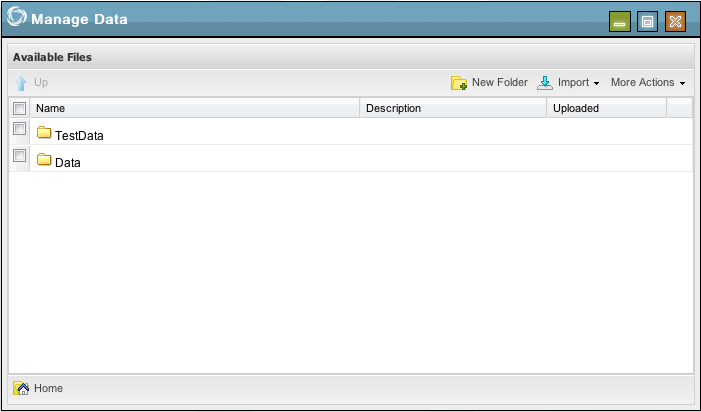 Manage Data
Available Files
Up New Folder Import More Actions
Name Description Uploaded
TestData
Data
Home